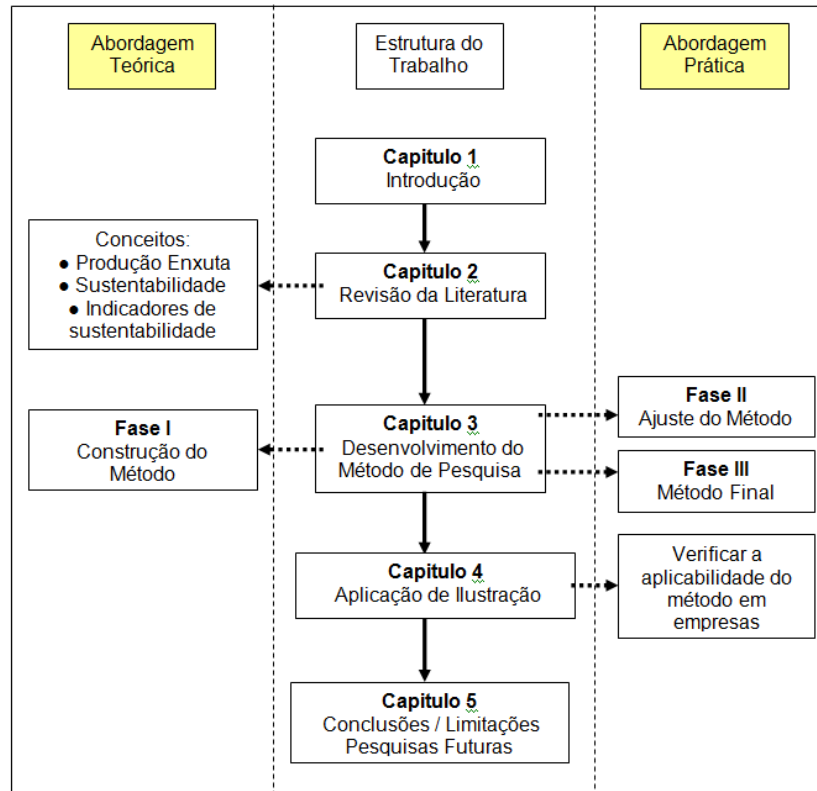 Abordagem
Teórica
Estrutura do
Trabalho
Abordagem
Prática
Capitulo 1
Introdução
Conceitos:
● Produção Enxuta
● Sustentabilidade
● Indicadores de
sustentabilidade
Capitulo 2
Revisão da Literatura
Fase I
Construção do
Método
Capitulo 3
Desenvolvimento do
Método de Pesquisa
Fase II
Ajuste do Método
Fase III
Método Final
Capitulo 4
Aplicação de Ilustração
Verificar a
aplicabilidade do
método em
empresas
Capitulo 5
Conclusões / Limitações
Pesquisas Futuras